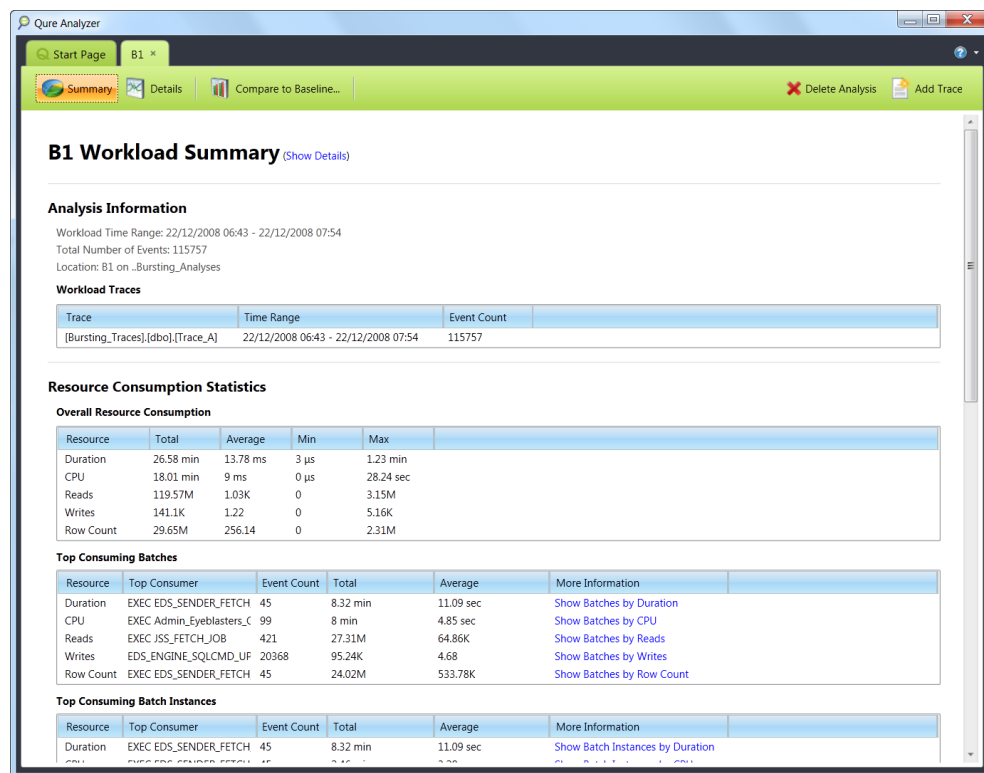 Qure Analyzer
Start Page B1 ×
Summary Details Compare to Baseline... Delete Analysis Add Trace
B1 Workload Summary (Show Details)
Analysis Information
Workload Time Range: 22/12/2008 06:43 - 22/12/2008 07:54
Total Number of Events: 115757
Location: B1 on ..Bursting_Analyses
Workload Traces
Trace Time Range Event Count
[Bursting_Traces].[dbo].[Trace_A] 22/12/2008 06:43 - 22/12/2008 07:54 115757
Resource Consumption Statistics
Overall Resource Consumption
Resource Total Average Min Max
Duration 26.58 min 13.78 ms 3 µs 1.23 min
CPU 18.01 min 9 ms 0 µs 28.24 sec
Reads 119.57M 1.03K 0 3.15M
Writes 141.1K 1.22 0 5.16K
Row Count 29.65M 256.14 0 2.31M
Top Consuming Batches
Resource Top Consumer Event Count Total Average More Information
Duration EXEC EDS_SENDER_FETCH 45 8.32 min 11.09 sec Show Batches by Duration
CPU EXEC Admin_Eyeblasters_ 99 8 min 4.85 sec Show Batches by CPU
Reads EXEC JSS_FETCH_JOB 421 27.31M 64.86K Show Batches by Reads
Writes EDS_ENGINE_SQLCMD_UP 20368 95.24K 4.68 Show Batches by Writes
Row Count EXEC EDS_SENDER_FETCH 45 24.02M 533.78K Show Batches by Row Count
Top Consuming Batch Instances
Resource Top Consumer Event Count Total Average More Information
Duration EXEC EDS_SENDER_FETCH 45 8.32 min 11.09 sec Show Batch Instances by Duration